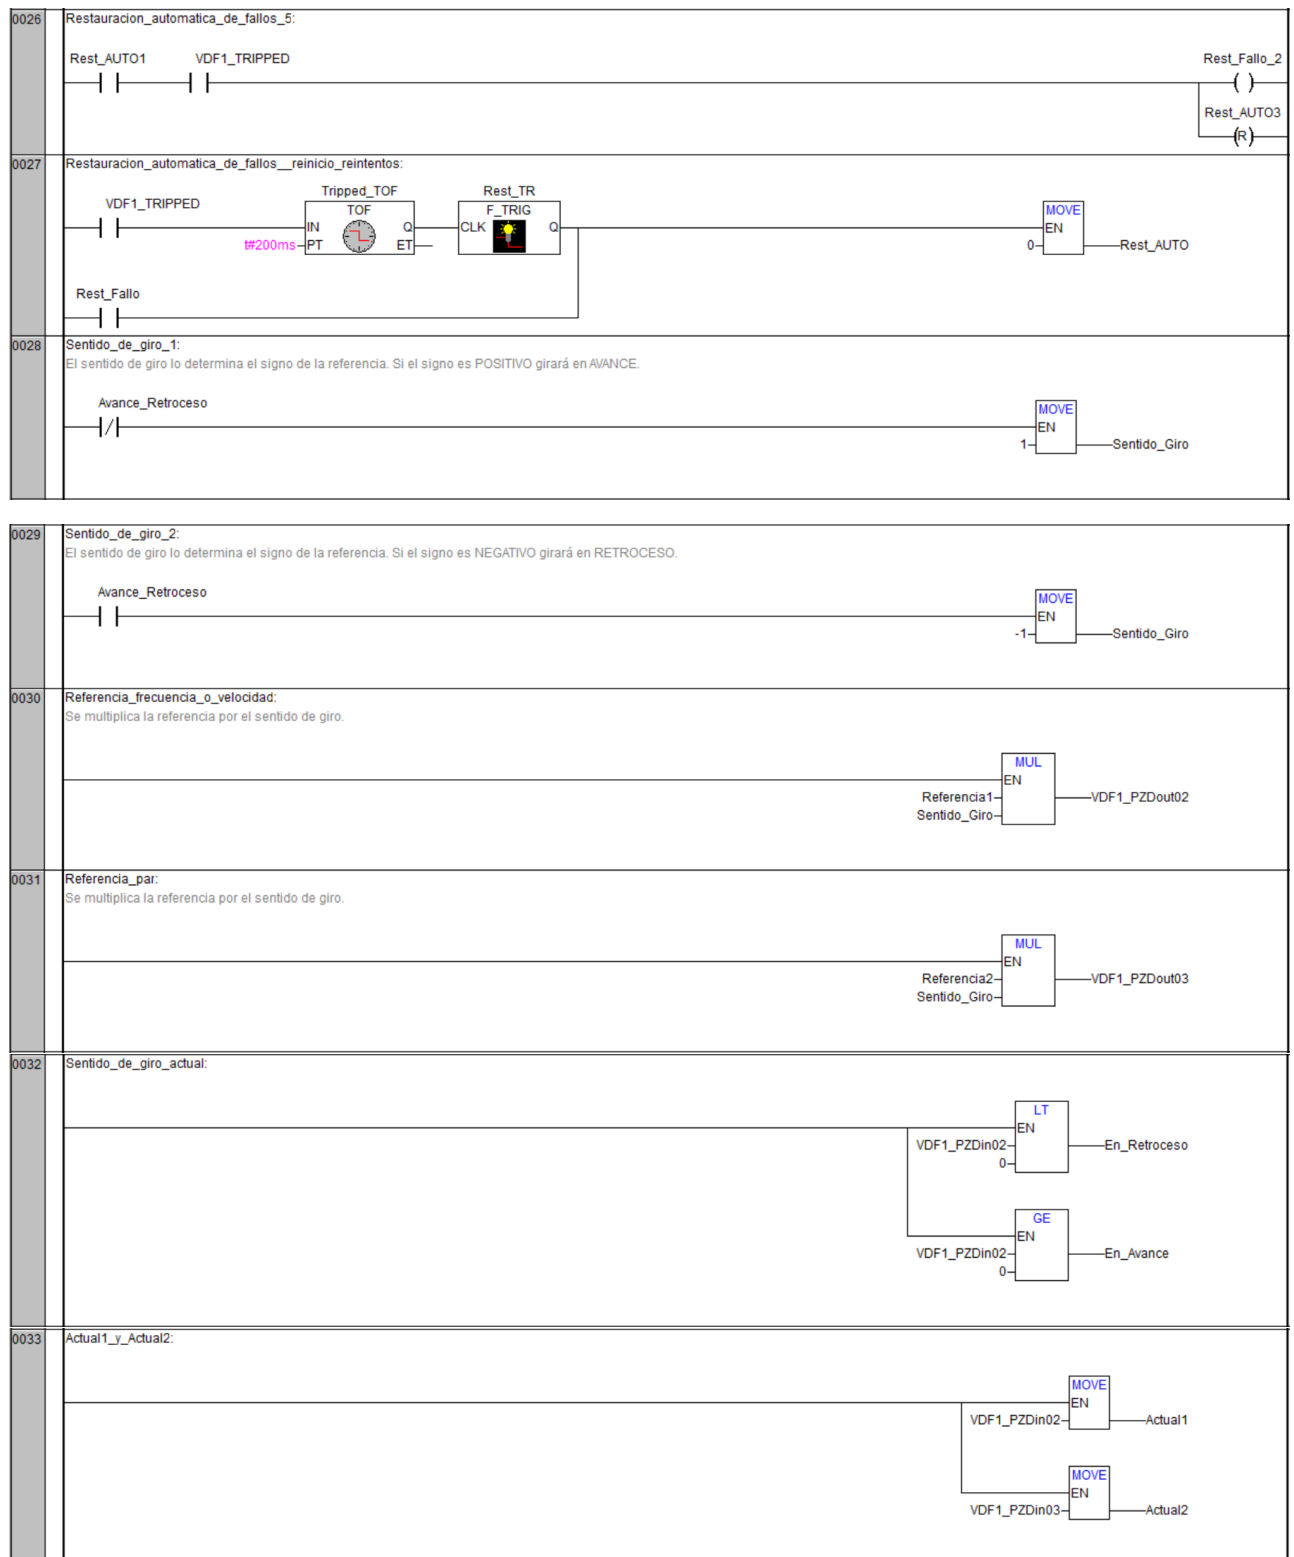 0026
Restauracion_automatica_de_fallos_5:
Rest_AUTO1
VDF1_TRIPPED
Rest_Fallo_2
Rest_AUTO3
R
0027
Restauracion_automatica_de_fallos__reinicio_reintentos:
VDF1_TRIPPED
Tripped_TOF
TOF
IN
Q
t#200ms
PT
ET
Rest_TR
F_TRIG
CLK
Q
MOVE
EN
0
Rest_AUTO
Rest_Fallo
0028
Sentido_de_giro_1:
El sentido de giro lo determina el signo de la referencia. Si el signo es POSITIVO girará en AVANCE.
Avance_Retroceso
MOVE
EN
1
Sentido_Giro
0029
Sentido_de_giro_2:
El sentido de giro lo determina el signo de la referencia. Si el signo es NEGATIVO girará en RETROCESO.
Avance_Retroceso
MOVE
EN
-1
Sentido_Giro
0030
Referencia_frecuencia_o_velocidad:
Se multiplica la referencia por el sentido de giro.
MUL
EN
Referencia1
VDF1_PZDout02
Sentido_Giro
0031
Referencia_par:
Se multiplica la referencia por el sentido de giro.
MUL
EN
Referencia2
VDF1_PZDout03
Sentido_Giro
0032
Sentido_de_giro_actual:
LT
EN
VDF1_PZDin02
En_Retroceso
0
GE
EN
VDF1_PZDin02
En_Avance
0
0033
Actual1_y_Actual2:
MOVE
EN
VDF1_PZDin02
Actual1
MOVE
EN
VDF1_PZDin03
Actual2